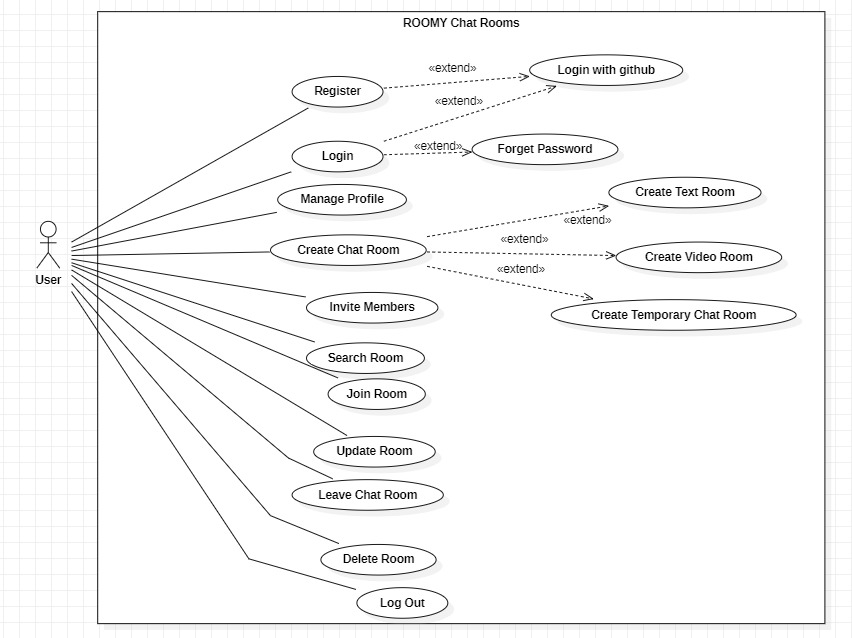 ROOMY Chat Rooms
«extend»
Login with github
Register
«extend»
«extend»
Forget Password
Login
Create Text Room
Manage Profile
«extend»
Create Chat Room
«extend»
Create Video Room
«extend»
User
Invite Members
Create Temporary Chat Room
Search Room
Join Room
Update Room
Leave Chat Room
Delete Room
Log Out